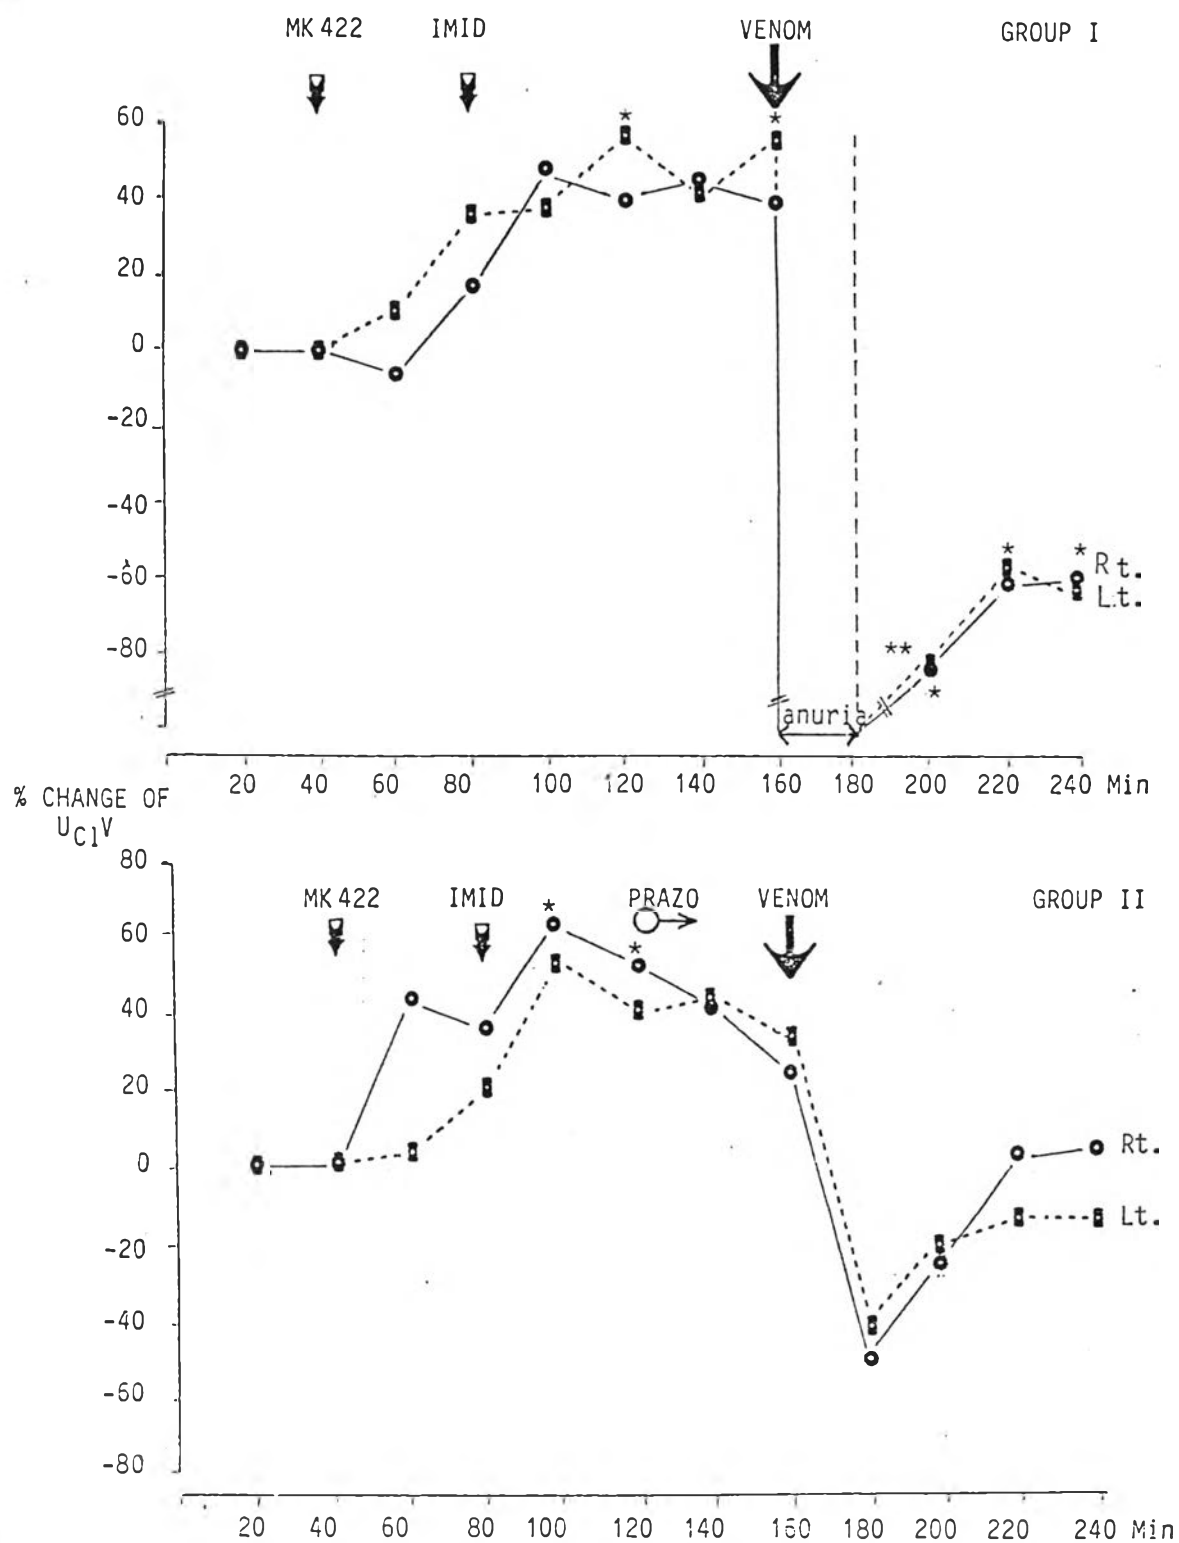 MK 422 IMID VENOM GROUP I
60
* *
40
20
0
-20
-40
-60
* *
Rt.
Lt.
-80
**
*
anuria
20 40 60 80 100 120 140 160 180 200 220 240 Min
% CHANGE OF
UClV
80
MK 422 IMID PRAZO VENOM GROUP II
*
60
*
40
20
0
Rt.
Lt.
-20
-40
-60
-80
20 40 60 80 100 120 140 160 180 200 220 240 Min